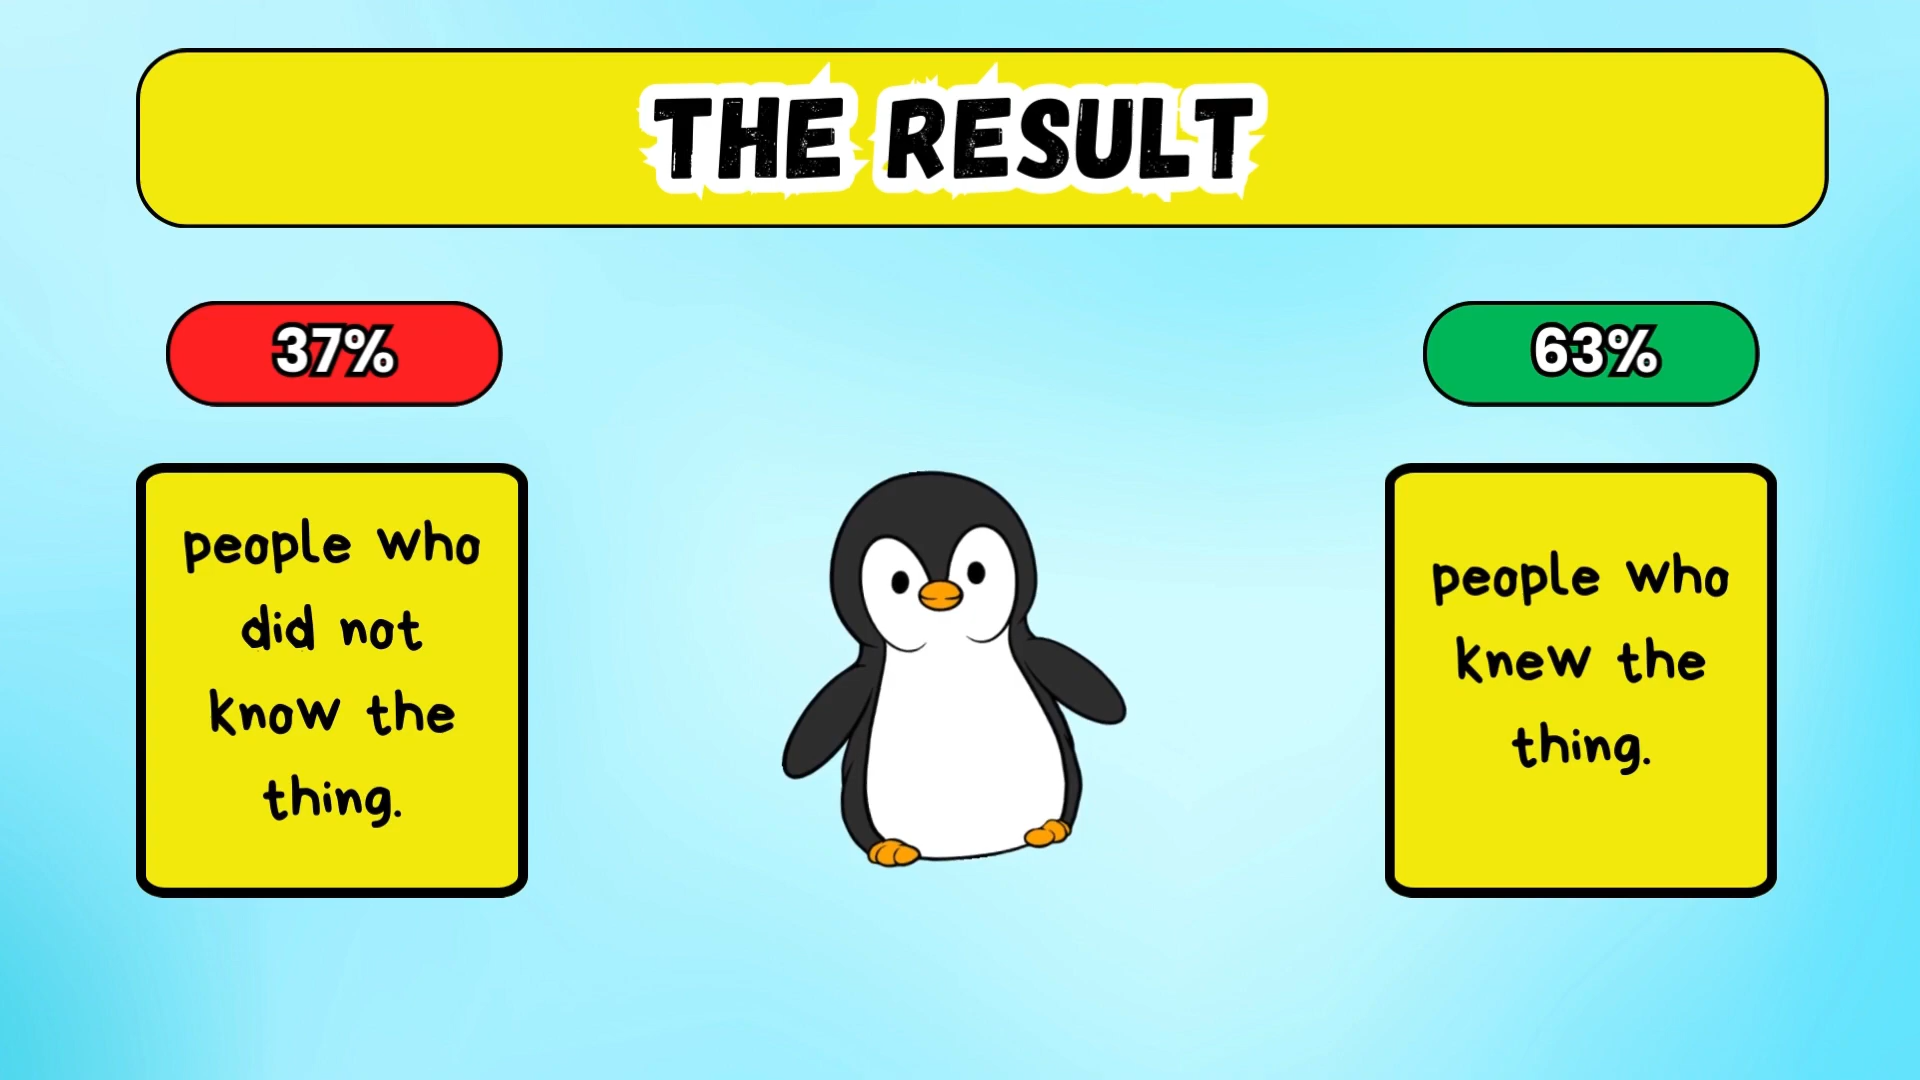 THE RESULT
37%
63%
people who
did not
know the
thing.
people who
knew the
thing.